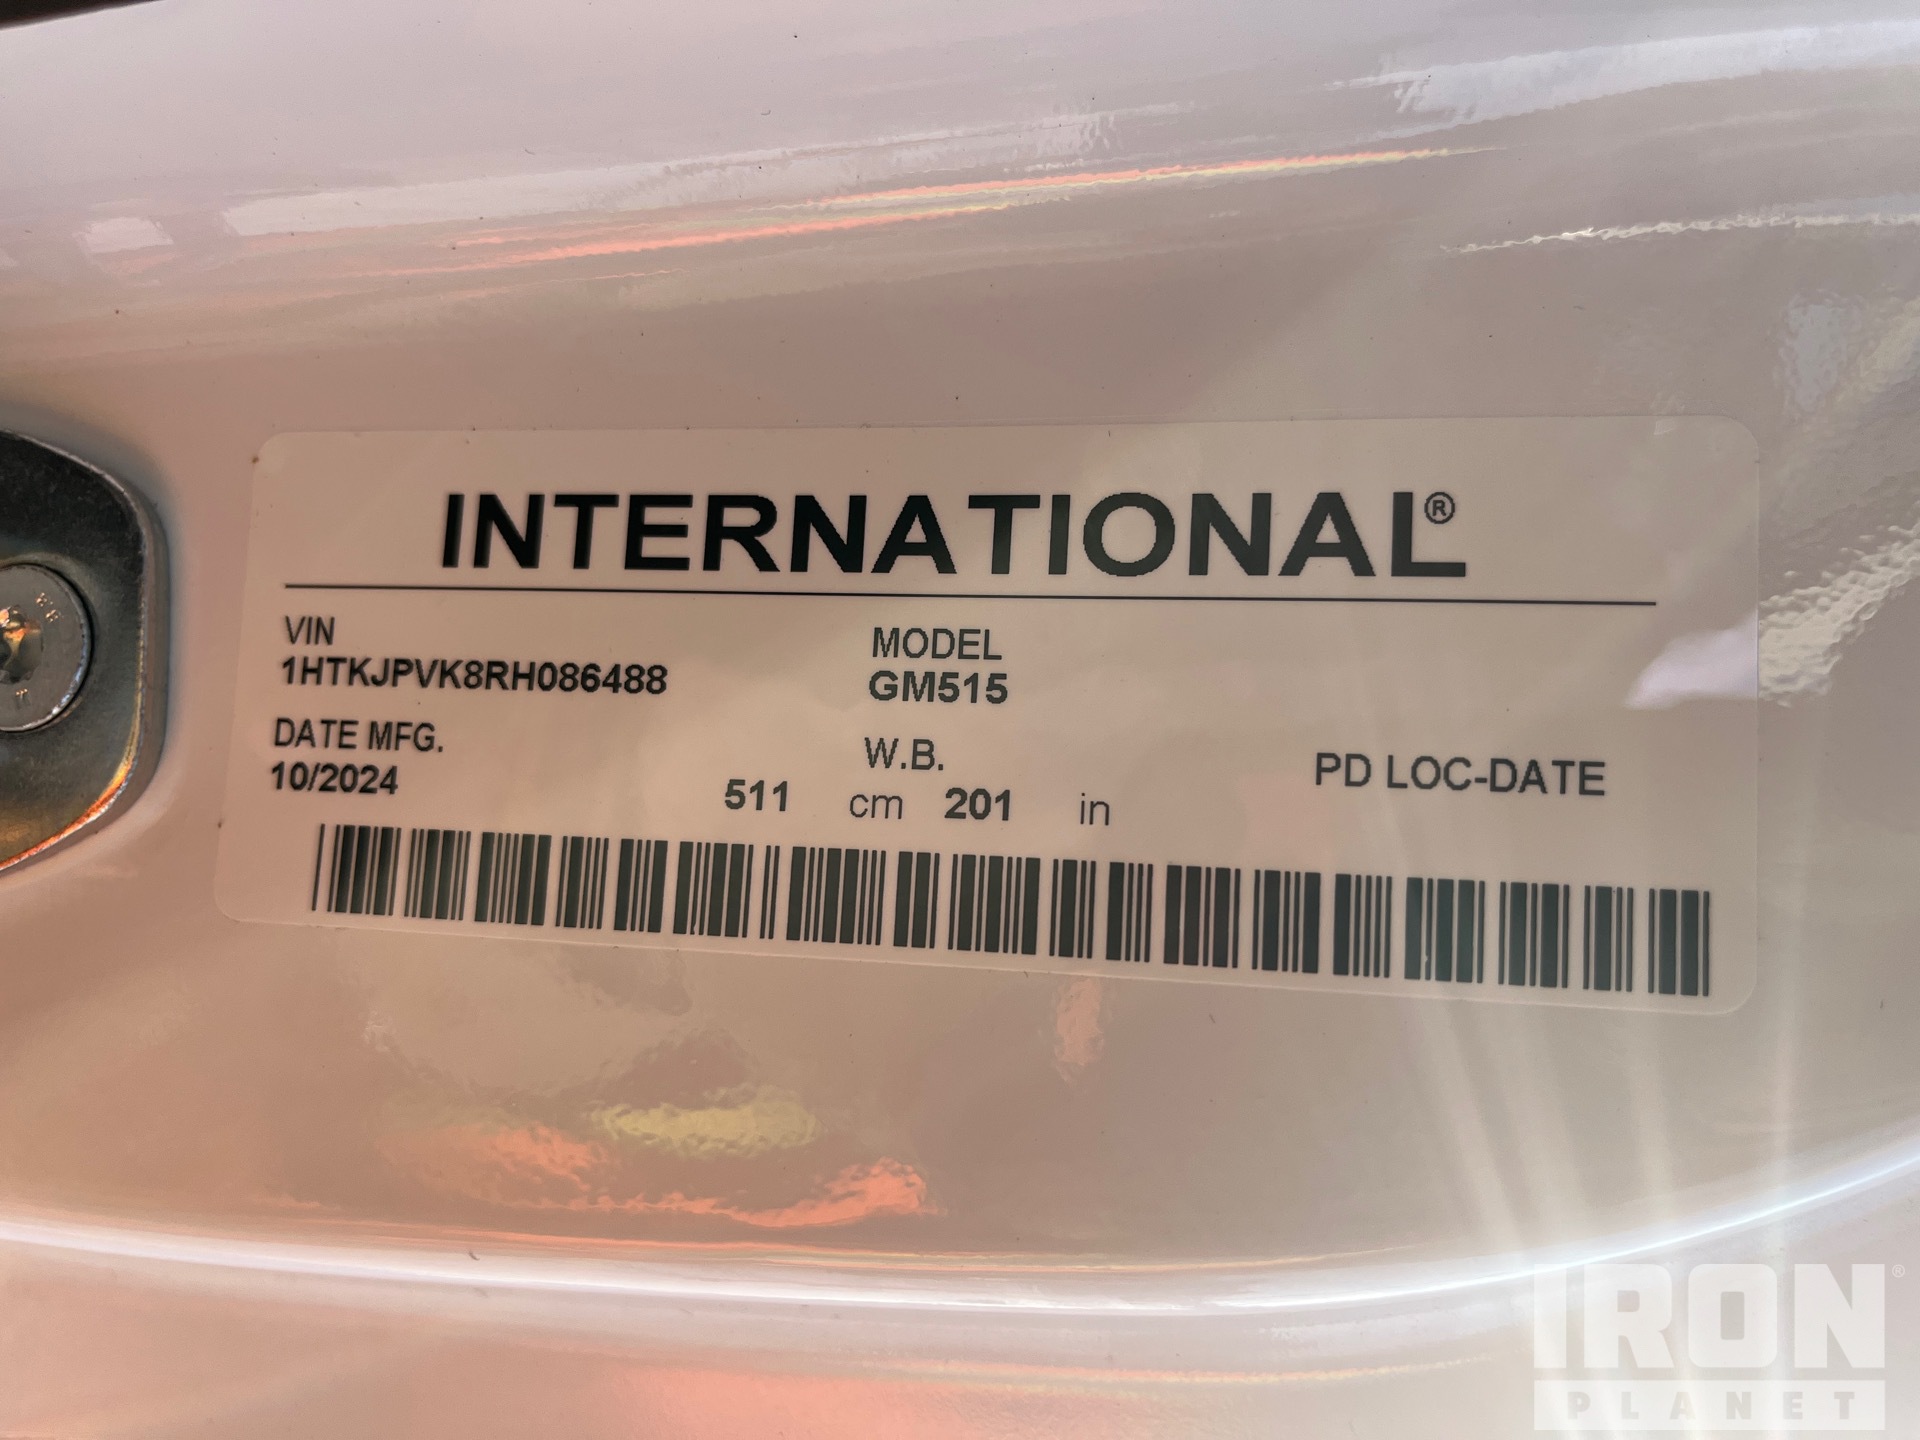 INTERNATIONAL®
VIN
1HTKJPVK8RH086488
MODEL
GM515
DATE MFG.
10/2024
W.B.
511 cm 201 in
PD LOC-DATE
IRON®
PLANET